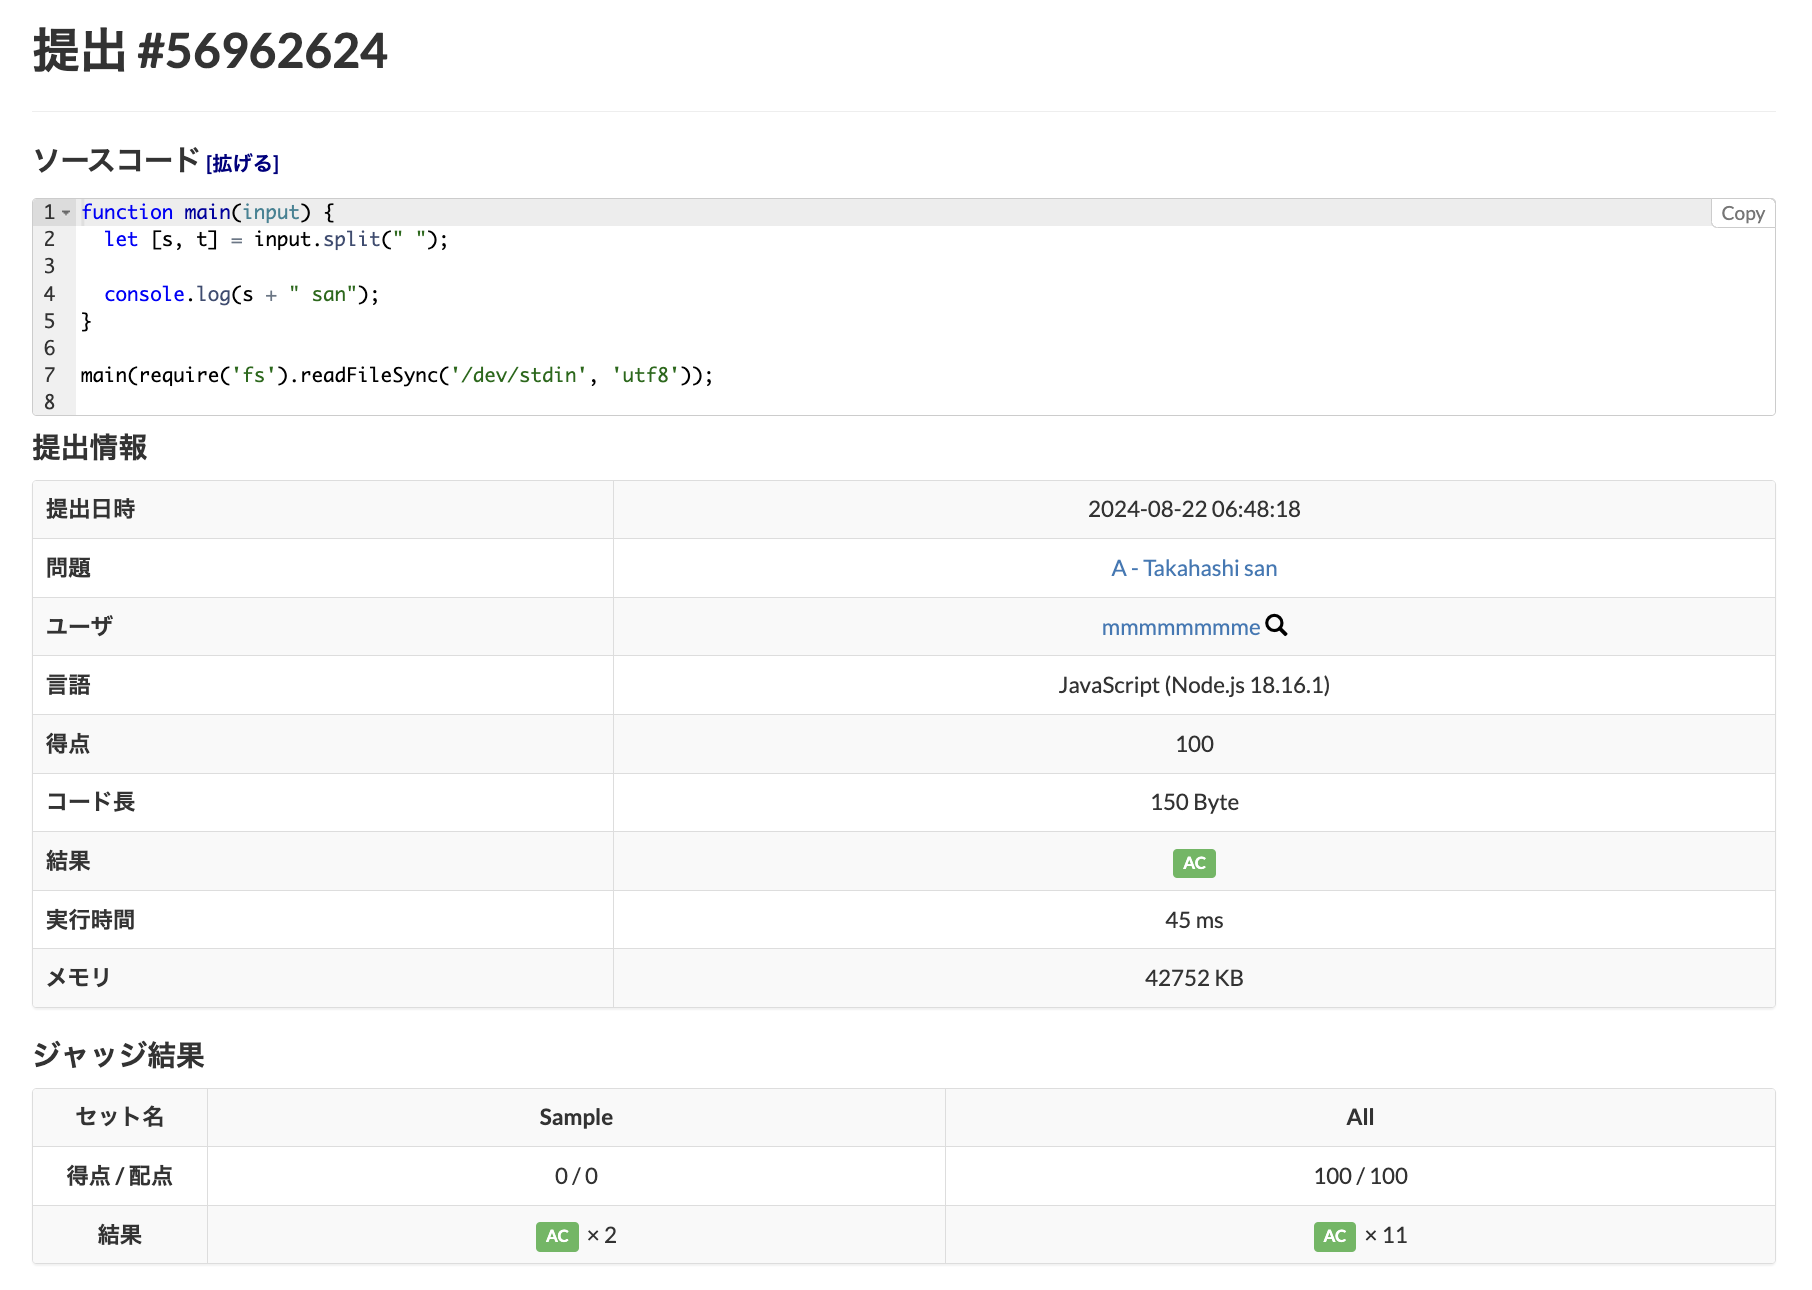 提出 #56962624
ソースコード [拡げる]
Copy
1 function main(input) {
2   let [s, t] = input.split(" ");
3
4   console.log(s + " san");
5 }
6
7 main(require('fs').readFileSync('/dev/stdin', 'utf8'));
8
提出情報
提出日時 2024-08-22 06:48:18
問題 A - Takahashi san
ユーザ mmmmmmmme
言語 JavaScript (Node.js 18.16.1)
得点 100
コード長 150 Byte
結果 AC
実行時間 45 ms
メモリ 42752 KB
ジャッジ結果
セット名 Sample All
得点 / 配点 0 / 0 100 / 100
結果 AC × 2 AC × 11